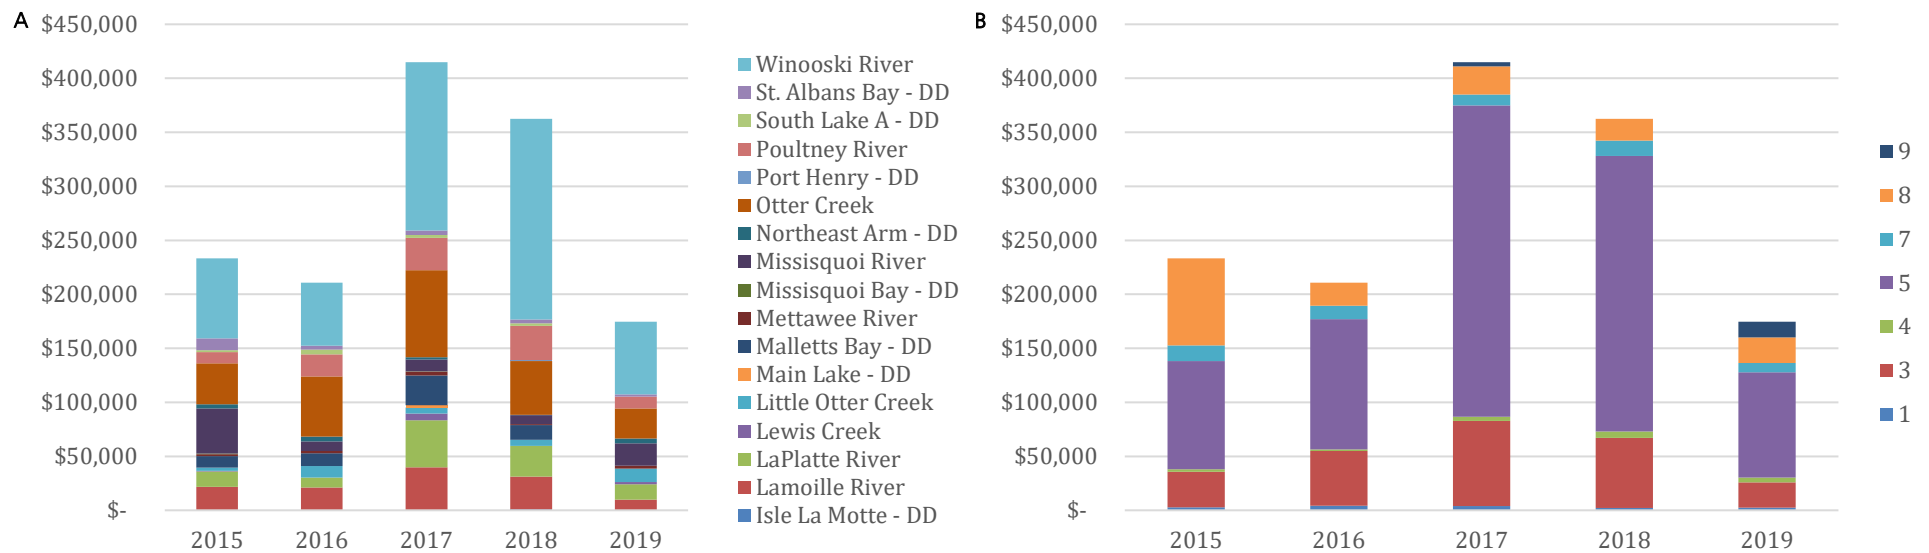 A
$450,000
$400,000
$350,000
$300,000
$250,000
$200,000
$150,000
$100,000
$50,000
$-
2015 2016 2017 2018 2019
Winooski River
St. Albans Bay - DD
South Lake A - DD
Poultney River
Port Henry - DD
Otter Creek
Northeast Arm - DD
Missisquoi River
Missisquoi Bay - DD
Mettawee River
Malletts Bay - DD
Main Lake - DD
Little Otter Creek
Lewis Creek
LaPlatte River
Lamoille River
Isle La Motte - DD
B
$450,000
$400,000
$350,000
$300,000
$250,000
$200,000
$150,000
$100,000
$50,000
$-
2015 2016 2017 2018 2019
9
8
7
5
4
3
1